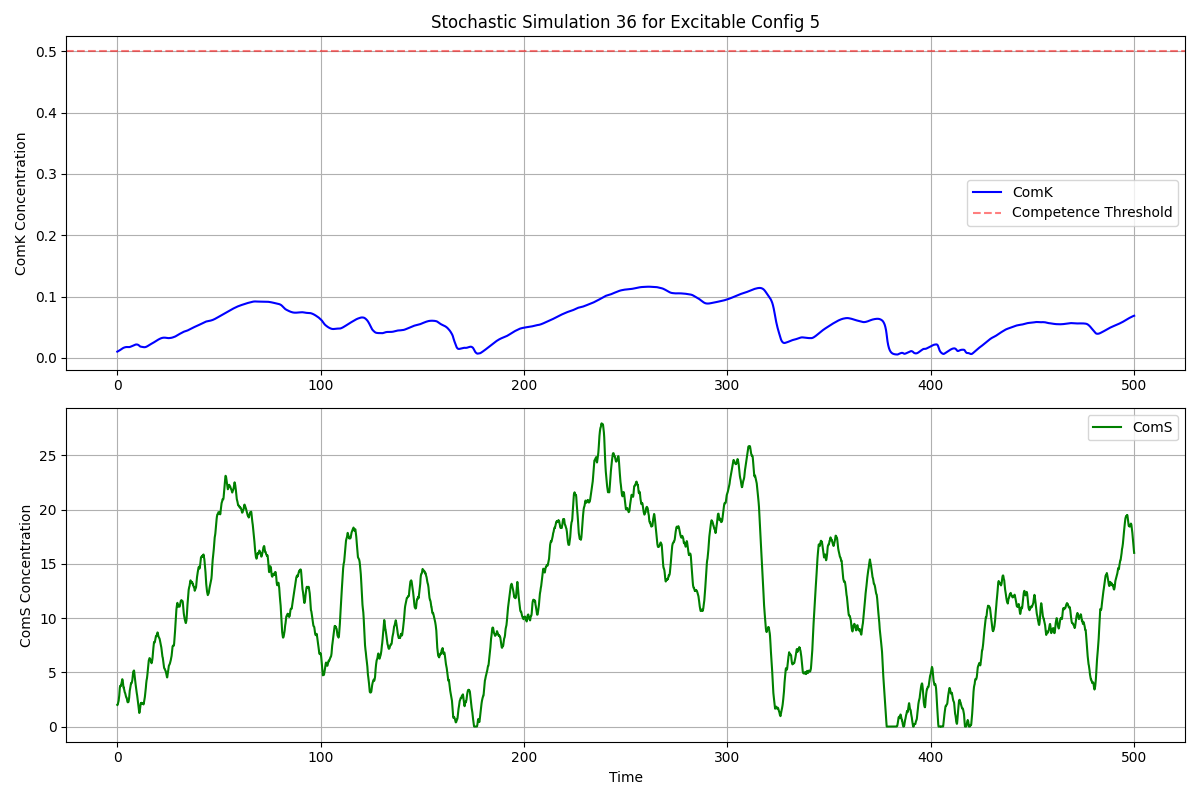 Stochastic Simulation 36 for Excitable Config 5
ComK Concentration
0.5
0.4
0.3
0.2
0.1
0.0
ComK
Competence Threshold
0 100 200 300 400 500
ComS Concentration
25
20
15
10
5
0
ComS
0 100 200 300 400 500
Time